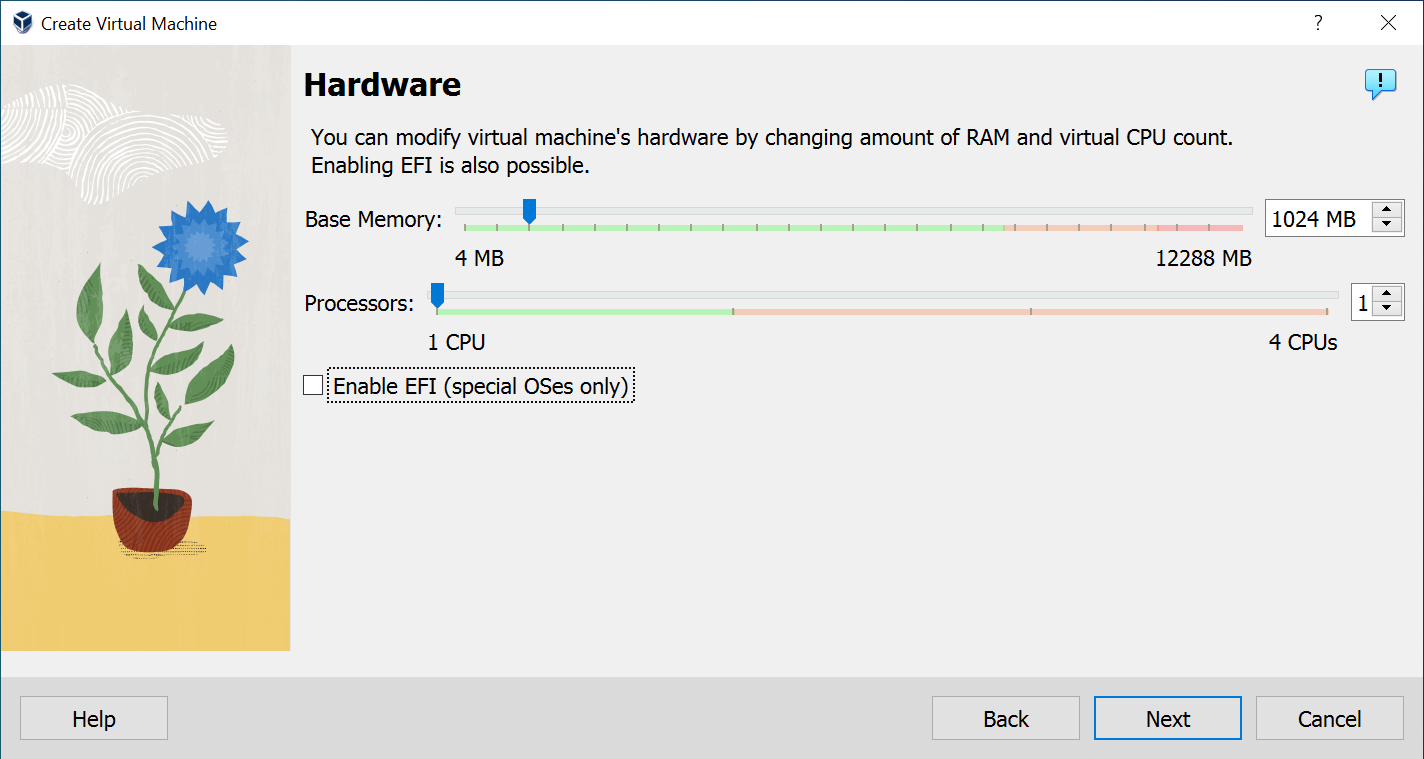 Create Virtual Machine
?
Hardware
You can modify virtual machine's hardware by changing amount of RAM and virtual CPU count.
Enabling EFI is also possible.
Base Memory:
1024 MB
4 MB
12288 MB
Processors:
1
1 CPU
4 CPUs
Enable EFI (special OSes only)
Help
Back
Next
Cancel